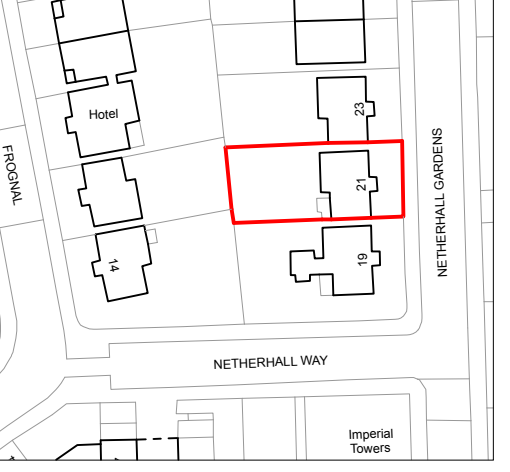 Hotel
23
FROGNAL
NETHERHALL GARDENS
21
14
19
NETHERHALL WAY
Imperial
Towers